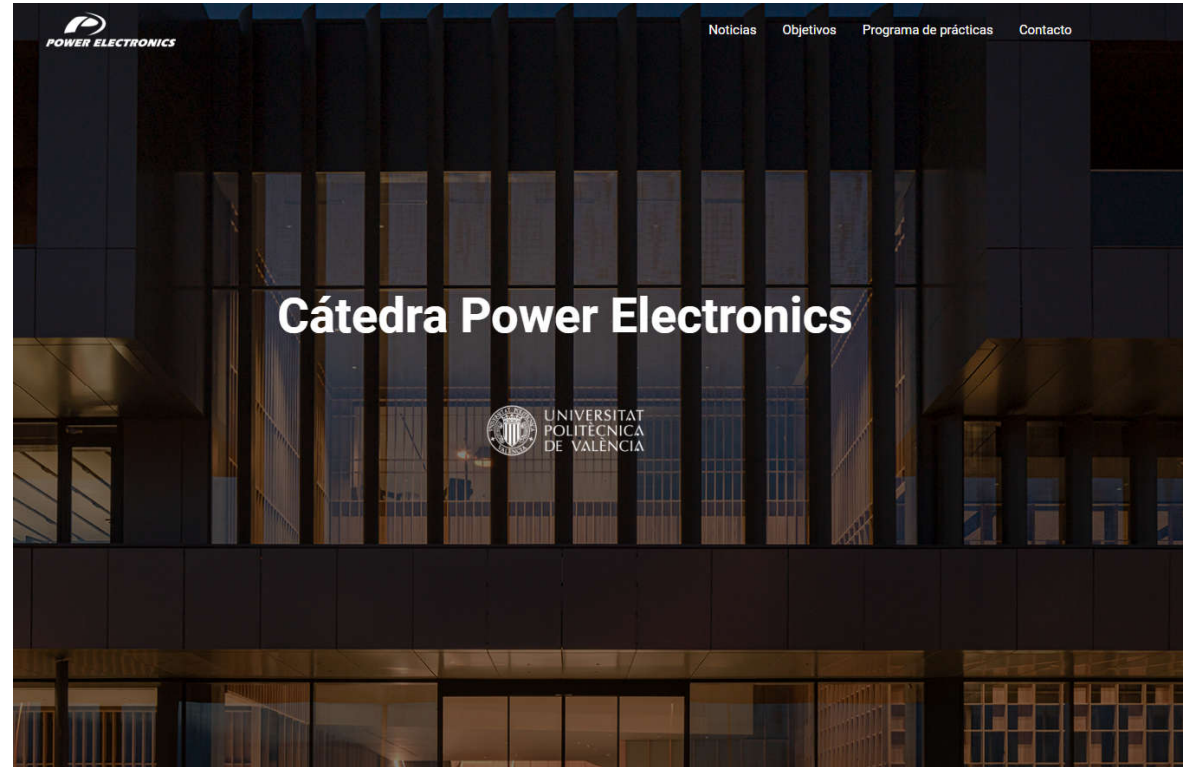 POWER ELECTRONICS
Noticias Objetivos Programa de prácticas Contacto
Cátedra Power Electronics
UNIVERSITAT
POLITÈCNICA
DE VALÈNCIA